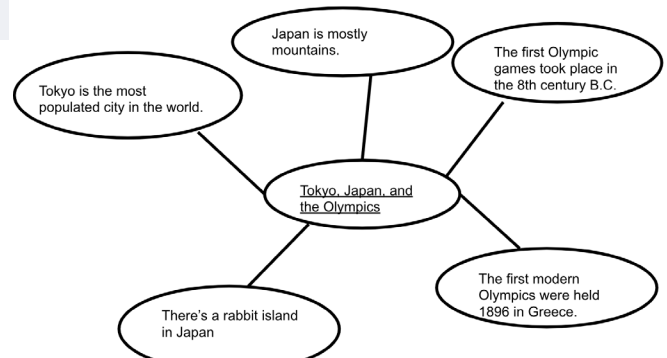 Japan is mostly
mountains.
The first Olympic
games took place in
the 8th century B.C.
Tokyo is the most
populated city in the world.
Tokyo, Japan, and
the Olympics
The first modern
Olympics were held
1896 in Greece.
There's a rabbit island
in Japan